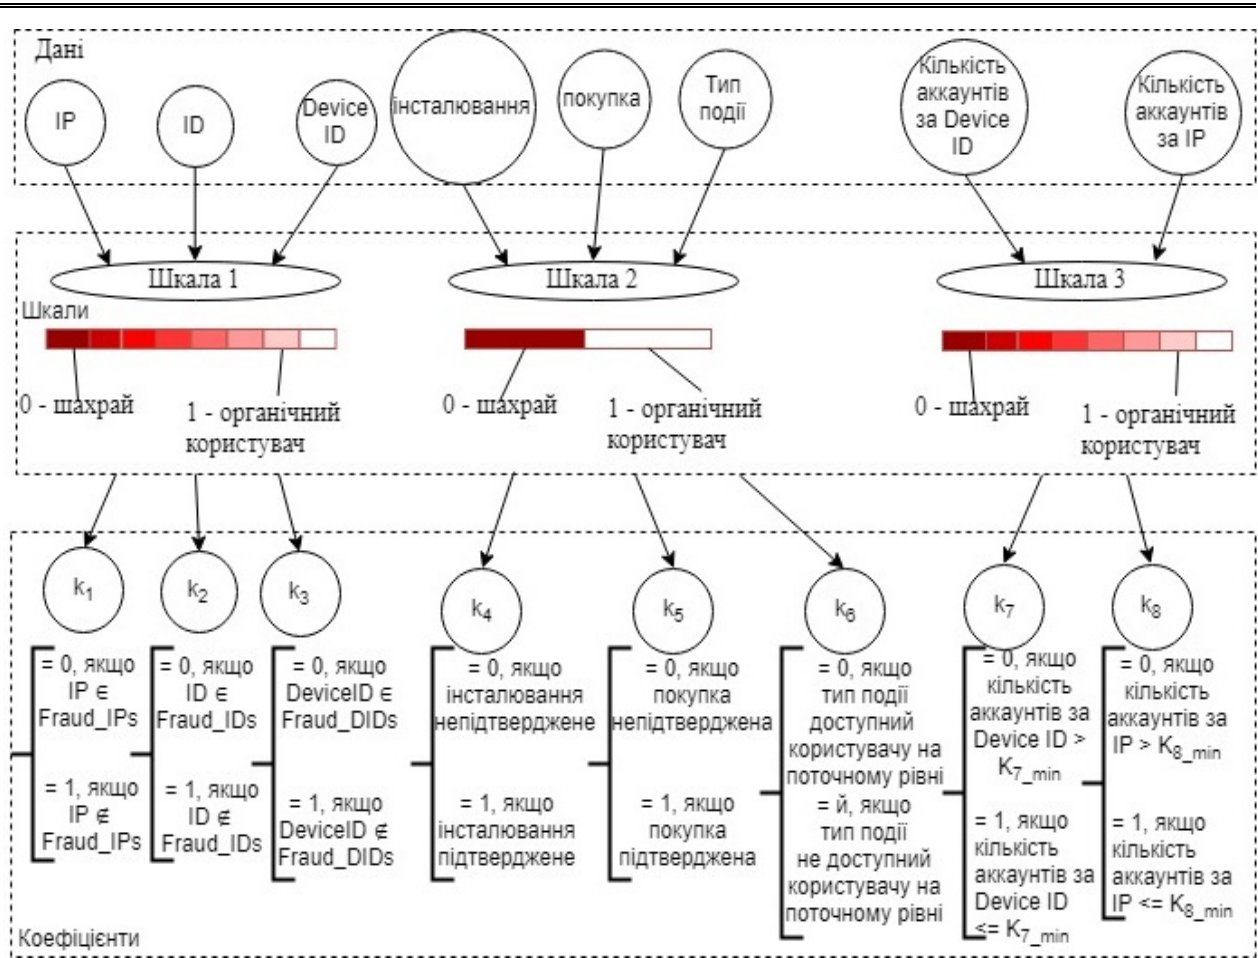 Дані
IP
ID
Device
ID
інсталювання
покупка
Тип
події
Кількість
аккаунтів
за Device
ID
Кількість
аккаунтів
за IP
Шкала 1
Шкала 2
Шкала 3
Шкали
0 - шахрай
1 - органічний
користувач
0 - шахрай
1 - органічний
користувач
0 - шахрай
1 - органічний
користувач
k1
k2
k3
k4
k5
k6
k7
k8
= 0, якщо
IP ∈
Fraud_IPs
= 1, якщо
IP ∉
Fraud_IPs
= 0, якщо
ID ∈
Fraud_IDs
= 1, якщо
ID ∉
Fraud_IDs
= 0, якщо
DeviceID ∈
Fraud_DIDs
= 1, якщо
DeviceID ∉
Fraud_DIDs
= 0, якщо
інсталювання
непідтверджене
= 1, якщо
інсталювання
підтверджене
= 0, якщо
покупка
непідтверджена
= 1, якщо
покупка
підтверджена
= 0, якщо
тип події
доступний
користувачу на
поточному рівні
= й, якщо
тип події
не доступний
користувачу на
поточному рівні
= 0, якщо
кількість
аккаунтів за
Device ID >
K7_min
= 1, якщо
кількість
аккаунтів за
Device ID
<= K7_min
= 0, якщо
кількість
аккаунтів за
IP > K8_min
= 1, якщо
кількість
аккаунтів за
IP <= K8_min
Коефіцієнти